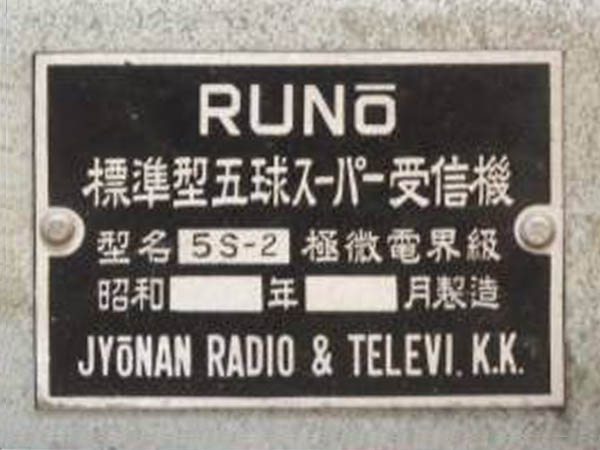 RUNō
標準型五球スーパー受信機
型名 5S-2 極微電界級
昭和 年 月製造
JYōNAN RADIO & TELEVI. K.K.